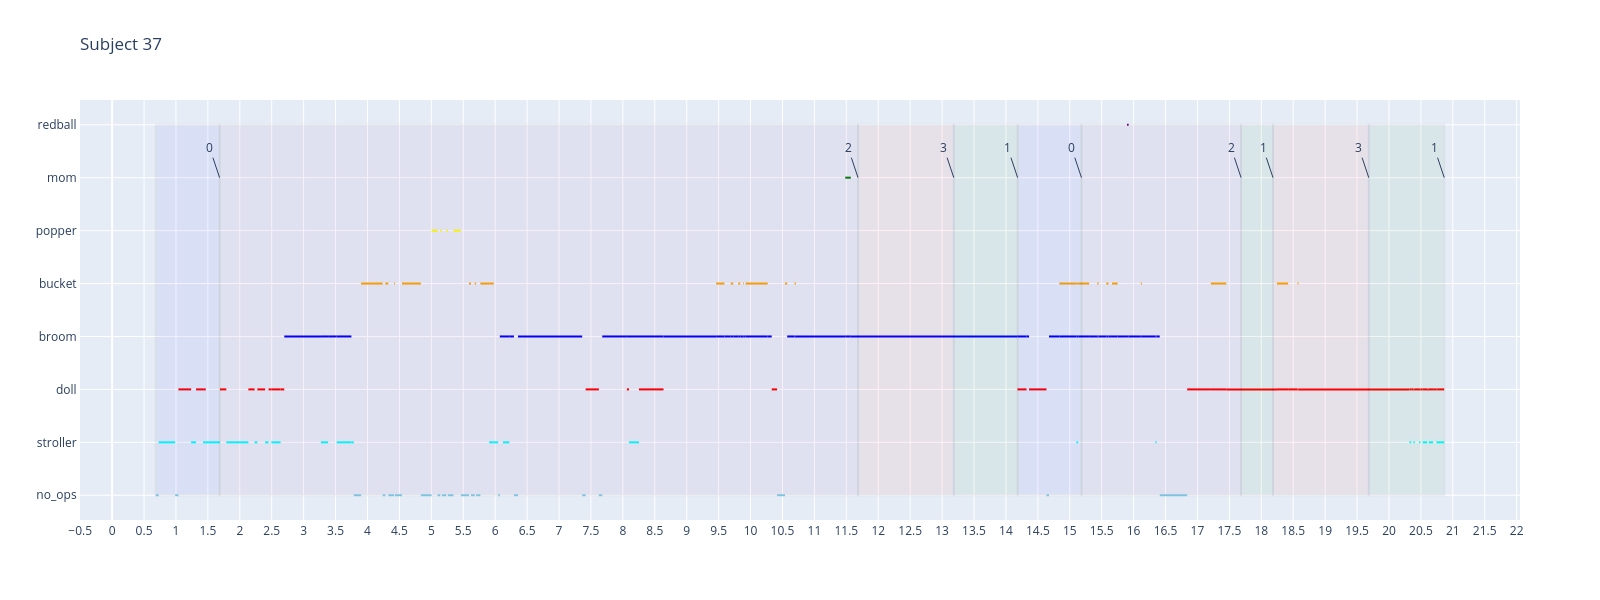 Subject 37
redball
0 2 3 1 0 2 1 3 1
mom
popper
bucket
broom
doll
stroller
no_ops
−0.5 0 0.5 1 1.5 2 2.5 3 3.5 4 4.5 5 5.5 6 6.5 7 7.5 8 8.5 9 9.5 10 10.5 11 11.5 12 12.5 13 13.5 14 14.5 15 15.5 16 16.5 17 17.5 18 18.5 19 19.5 20 20.5 21 21.5 22